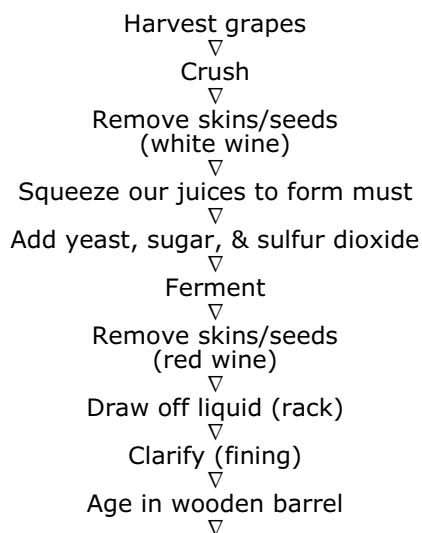 Harvest grapes
∇
Crush
∇
Remove skins/seeds
(white wine)
∇
Squeeze our juices to form must
∇
Add yeast, sugar, & sulfur dioxide
∇
Ferment
∇
Remove skins/seeds
(red wine)
∇
Draw off liquid (rack)
∇
Clarify (fining)
∇
Age in wooden barrel
∇